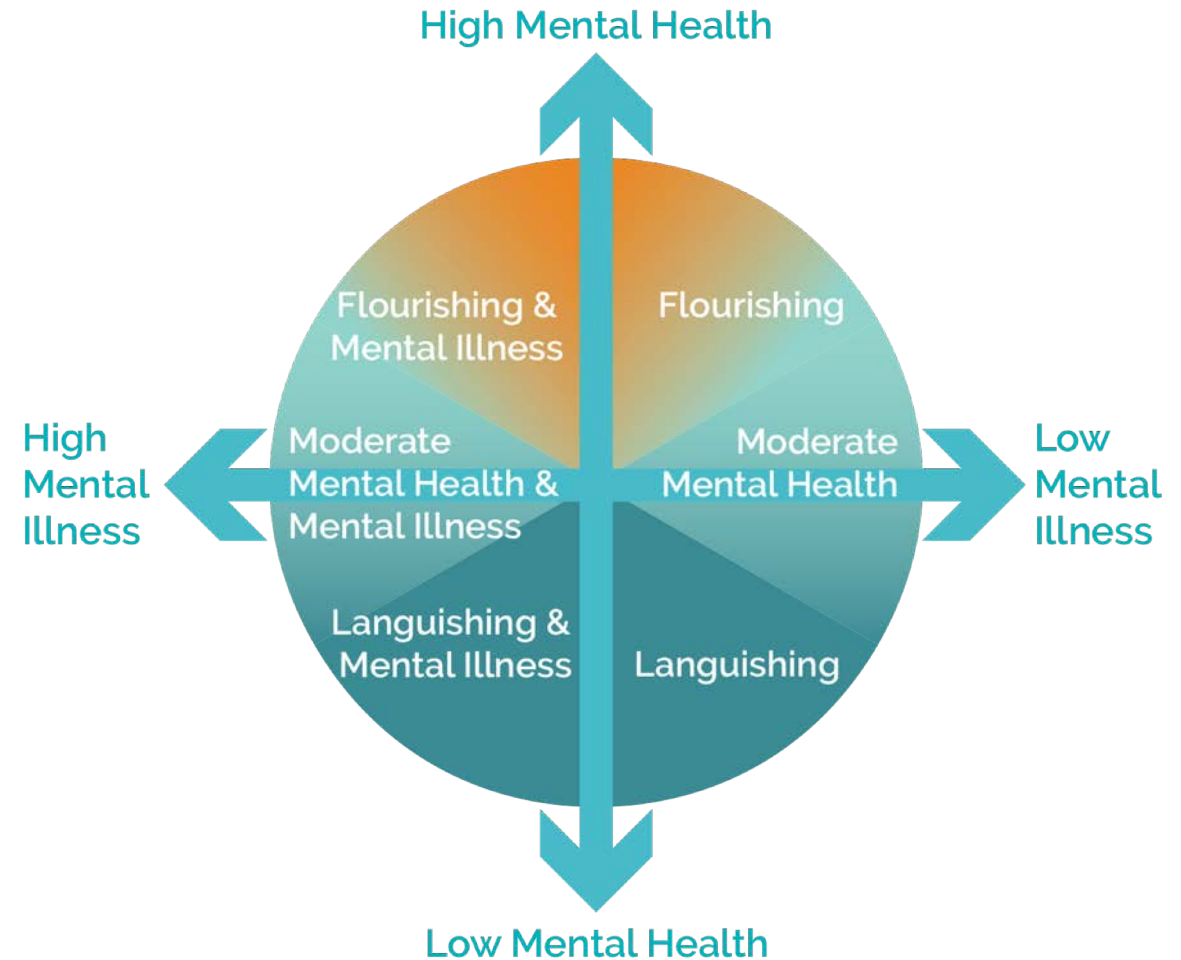 High Mental Health
Flourishing &
Mental Illness
Flourishing
High
Mental
Illness
Moderate
Mental Health &
Mental Illness
Moderate
Mental Health
Low
Mental
Illness
Languishing &
Mental Illness
Languishing
Low Mental Health